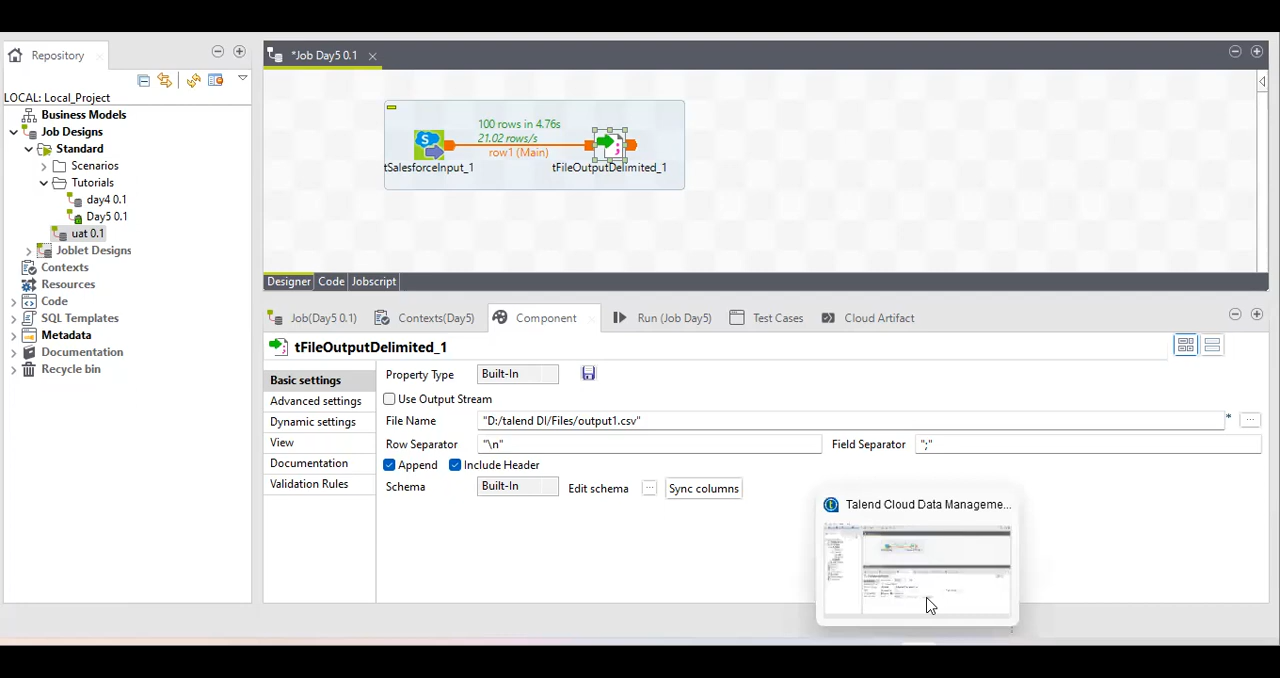 Repository
LOCAL: Local_Project
Business Models
Job Designs
Standard
Scenarios
Tutorials
day4 0.1
Day5 0.1
uat 0.1
Joblet Designs
Contexts
Resources
Code
SQL Templates
Metadata
Documentation
Recycle bin
*Job Day5 0.1
100 rows in 4.76s
21.02 rows/s
row1 (Main)
tSalesforceInput_1
tFileOutputDelimited_1
Designer Code Jobscript
Job(Day5 0.1) Contexts(Day5) Component Run (Job Day5) Test Cases Cloud Artifact
tFileOutputDelimited_1
Basic settings
Advanced settings
Dynamic settings
View
Documentation
Validation Rules
Property Type Built-In
Use Output Stream
File Name "D:/talend DI/Files/output1.csv" * ...
Row Separator "\n" Field Separator ";"
Append Include Header
Schema Built-In Edit schema ... Sync columns
Talend Cloud Data Manageme...